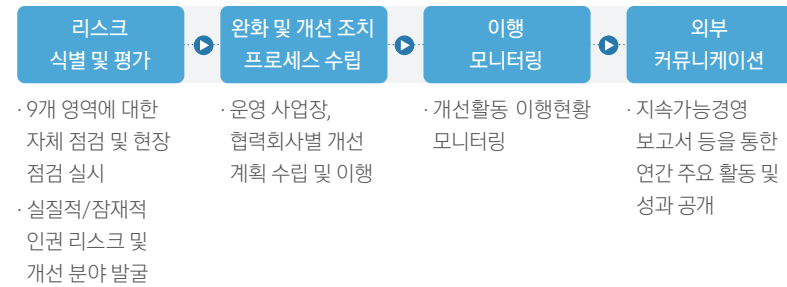 리스크
식별 및 평가
완화 및 개선 조치
프로세스 수립
이행
모니터링
외부
커뮤니케이션
· 9개 영역에 대한
자체 점검 및 현장
점검 실시
· 실질적/잠재적
인권 리스크 및
개선 분야 발굴
· 운영 사업장,
협력회사별 개선
계획 수립 및 이행
· 개선활동 이행현황
모니터링
· 지속가능경영
보고서 등을 통한
연간 주요 활동 및
성과 공개